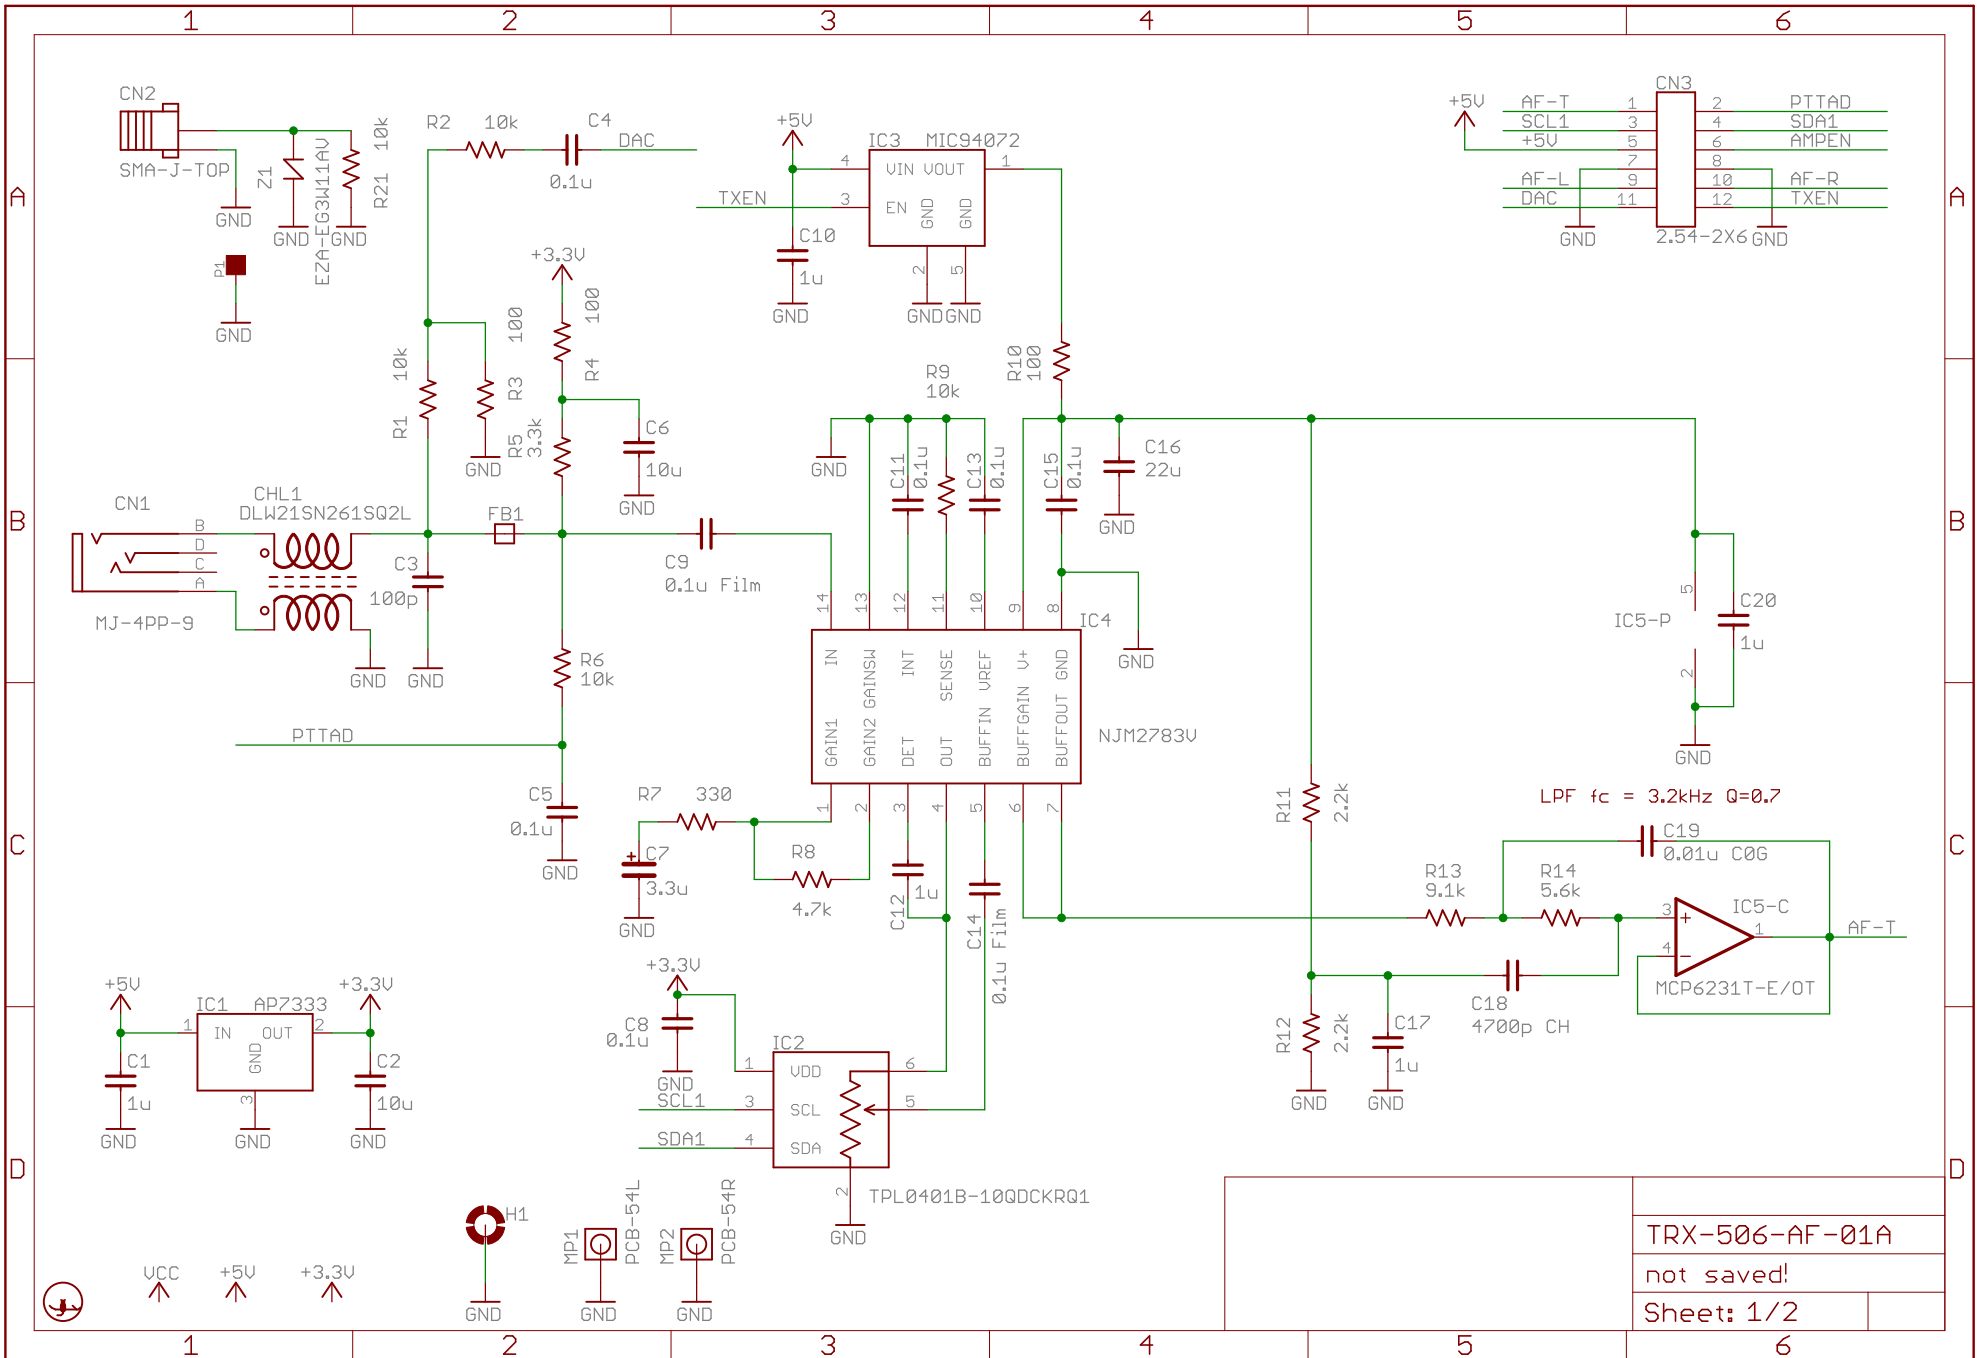 1 2 3 4 5 6
A
B
C
D
A
B
C
D
CN2
SMA-J-TOP
GND
Z1
EZA-EG3W11AV
GND
R21
10k
GND
P1
GND
R2 10k
C4
0.1u
DAC
+5V
IC3 MIC94072
4 VIN VOUT 1
TXEN
3 EN
GND
GND
2
5
GND GND
C10
1u
GND
+5V
CN3
AF-T 1 2 PTTAD
SCL1 3 4 SDA1
+5V 5 6 AMPEN
7 8
AF-L 9 10 AF-R
DAC 11 12 TXEN
GND
2.54-2X6
GND
+3.3V
100
R4
10k
R1
100
R3
GND
R5
3.3k
C6
10u
GND
R9
10k
R10
100
GND
C11
0.1u
C13
0.1u
C15
0.1u
C16
22u
GND
CN1
MJ-4PP-9
B
D
C
A
CHL1
DLW21SN261SQ2L
GND
C3
100p
GND
FB1
C9
0.1u Film
R6
10k
PTTAD
C5
0.1u
GND
14
13
12
11
10
9
8
IC4
NJM2783V
IN
GAINSW
INT
SENSE
VREF
V+
GND
GAIN1
GAIN2
DET
OUT
BUFFIN
BUFFGAIN
BUFFOUT
1
2
3
4
5
6
7
GND
R7 330
C7
+
3.3u
GND
R8
4.7k
C12
1u
C14
0.1u Film
5
IC5-P
2
C20
1u
GND
R11
2.2k
R12
2.2k
GND
C17
1u
GND
LPF fc = 3.2kHz Q=0.7
C19
0.01u C0G
R13
9.1k
R14
5.6k
C18
4700p CH
3
+
4
-
1
IC5-C
MCP6231T-E/OT
AF-T
+5V
IC1 AP7333
+3.3V
1 IN OUT 2
GND
3
C1
1u
GND
GND
C2
10u
GND
+3.3V
C8
0.1u
GND
IC2
1 VDD 6
SCL1
3 SCL 5
SDA1
4 SDA
2
TPL0401B-10QDCKRQ1
GND
H1
GND
MP1
PCB-54L
GND
MP2
PCB-54R
GND
VCC +5V +3.3V
TRX-506-AF-01A
not saved!
Sheet: 1/2
1 2 3 4 5 6